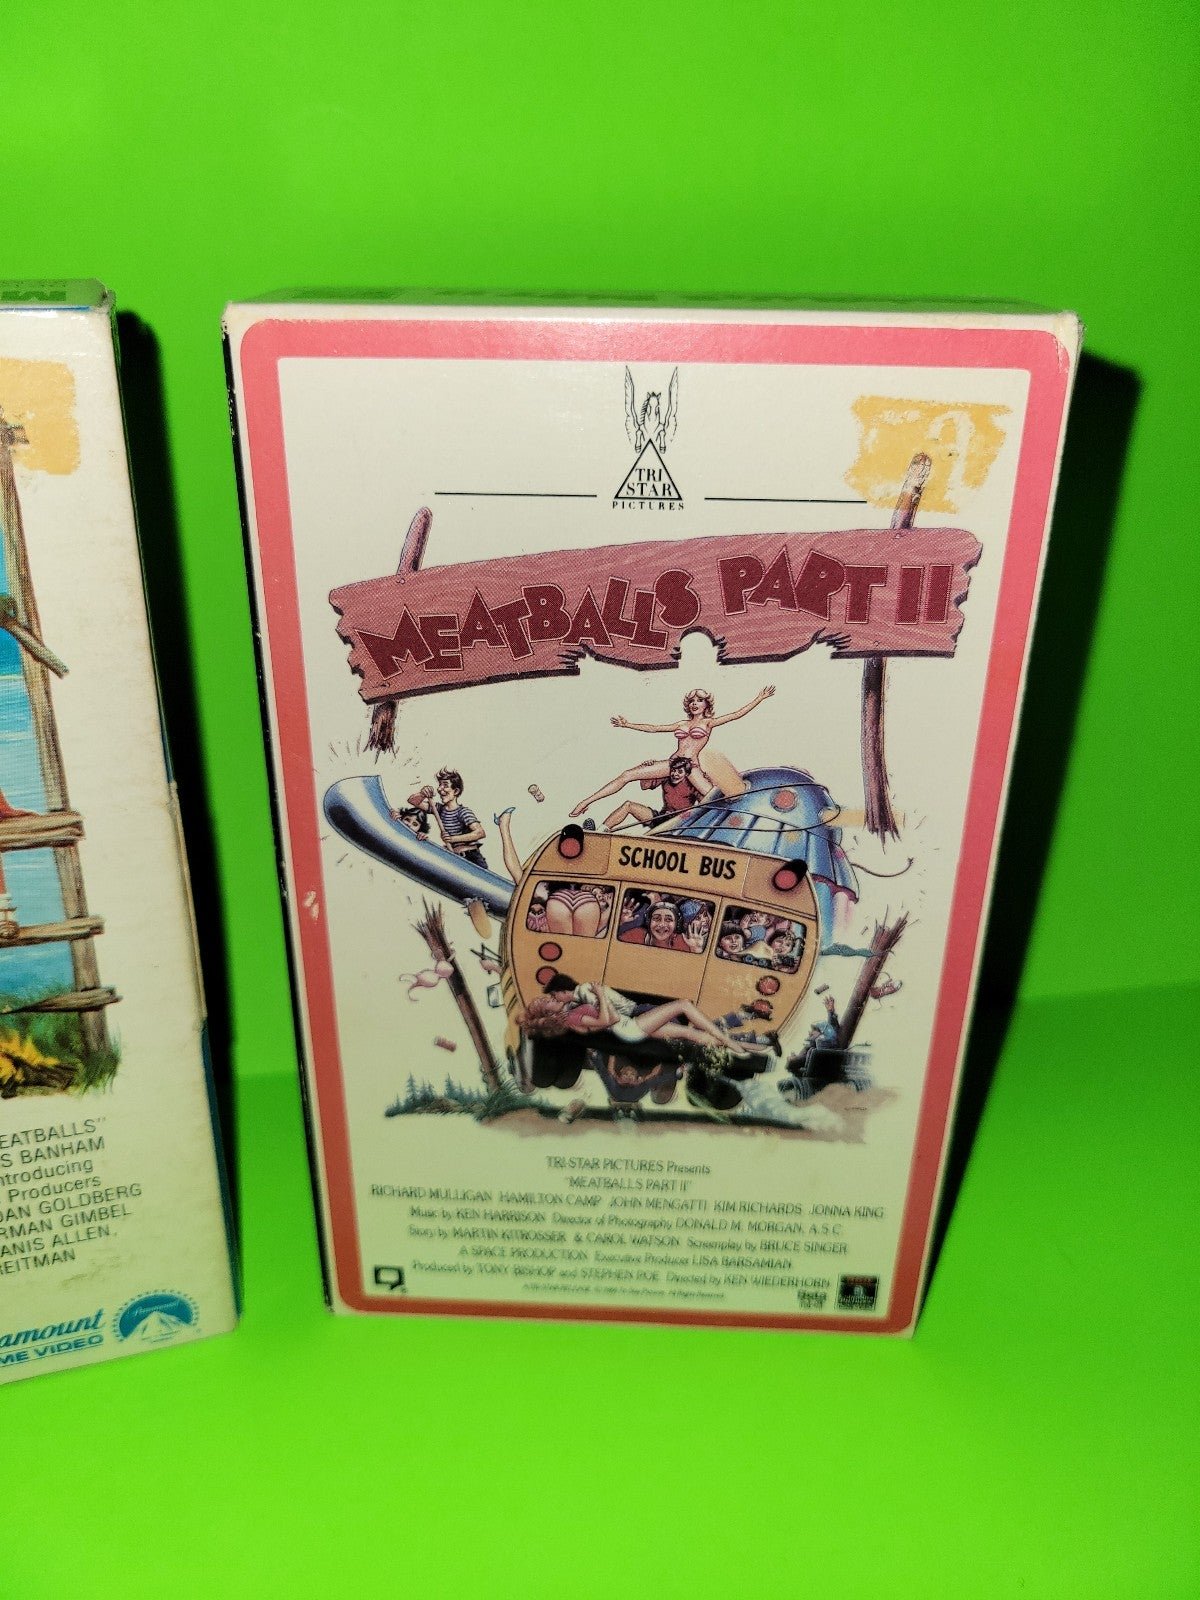 TRI
STAR
PICTURES
MEATBALLS PART II
SCHOOL BUS
TRI STAR PICTURES Presents
"MEATBALLS PART II"
RICHARD MULLIGAN HAMILTON CAMP JOHN MENGATTI KIM RICHARDS JONNA KING
Music by KEN HARRISON Director of Photography DONALD M. MORGAN, A.S.C.
Story by MARTIN KITROSSER & CAROL WATSON Screenplay by BRUCE SINGER
A SPACE PRODUCTION Executive Producer LISA BARSAMIAN
Produced by TONY BISHOP and STEPHEN POE Directed by KEN WIEDERHORN
Beta
EATBALLS"
S BANHAM
ntroducing
Producers
DAN GOLDBERG
RMAN GIMBEL
ANIS ALLEN,
REITMAN
amount
ME VIDEO
Paramount